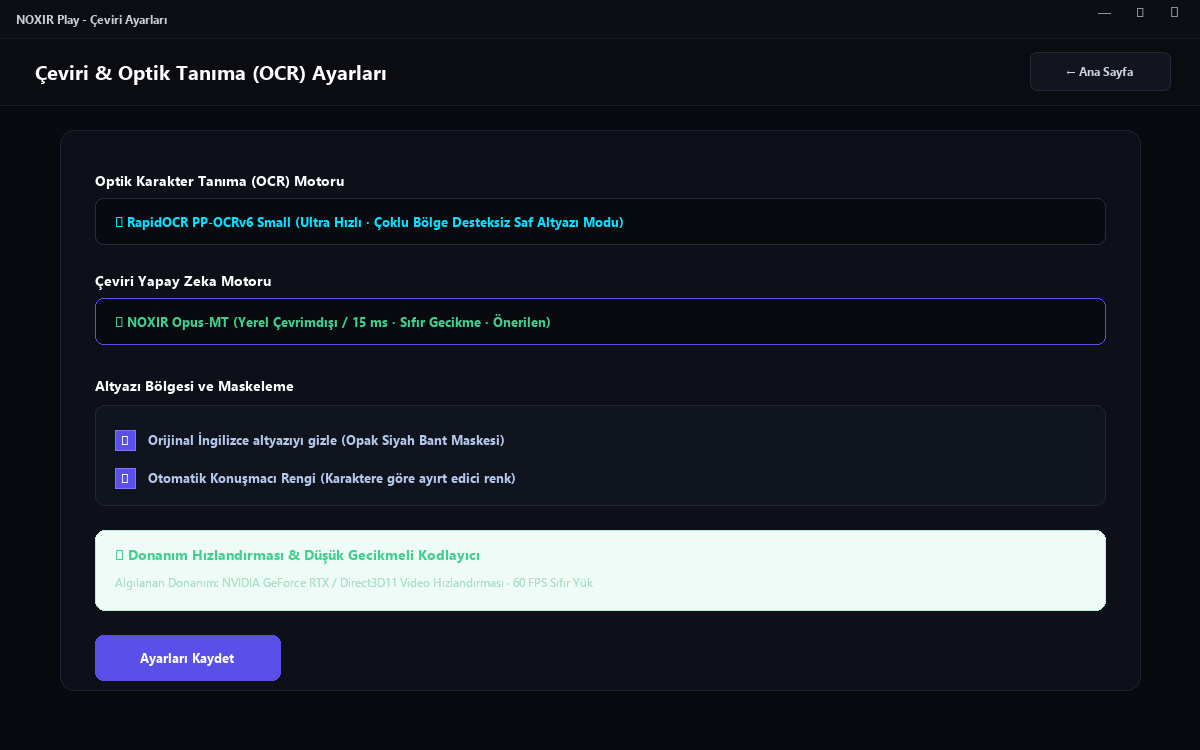 NOXIR Play - Çeviri Ayarları
Çeviri & Optik Tanıma (OCR) Ayarları
← Ana Sayfa
Optik Karakter Tanıma (OCR) Motoru
RapidOCR PP-OCRv6 Small (Ultra Hızlı · Çoklu Bölge Desteksiz Saf Altyazı Modu)
Çeviri Yapay Zeka Motoru
NOXIR Opus-MT (Yerel Çevrimdışı / 15 ms · Sıfır Gecikme · Önerilen)
Altyazı Bölgesi ve Maskeleme
Orijinal İngilizce altyazıyı gizle (Opak Siyah Bant Maskesi)
Otomatik Konuşmacı Rengi (Karaktere göre ayırt edici renk)
Donanım Hızlandırması & Düşük Gecikmeli Kodlayıcı
Algılanan Donanım: NVIDIA GeForce RTX / Direct3D11 Video Hızlandırması · 60 FPS Sıfır Yük
Ayarları Kaydet